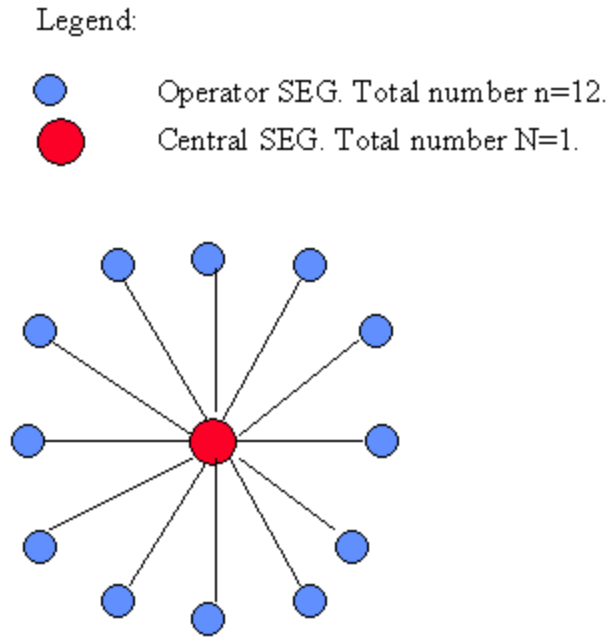 Legend:
Operator SEG. Total number n=12.
Central SEG. Total number N=1.